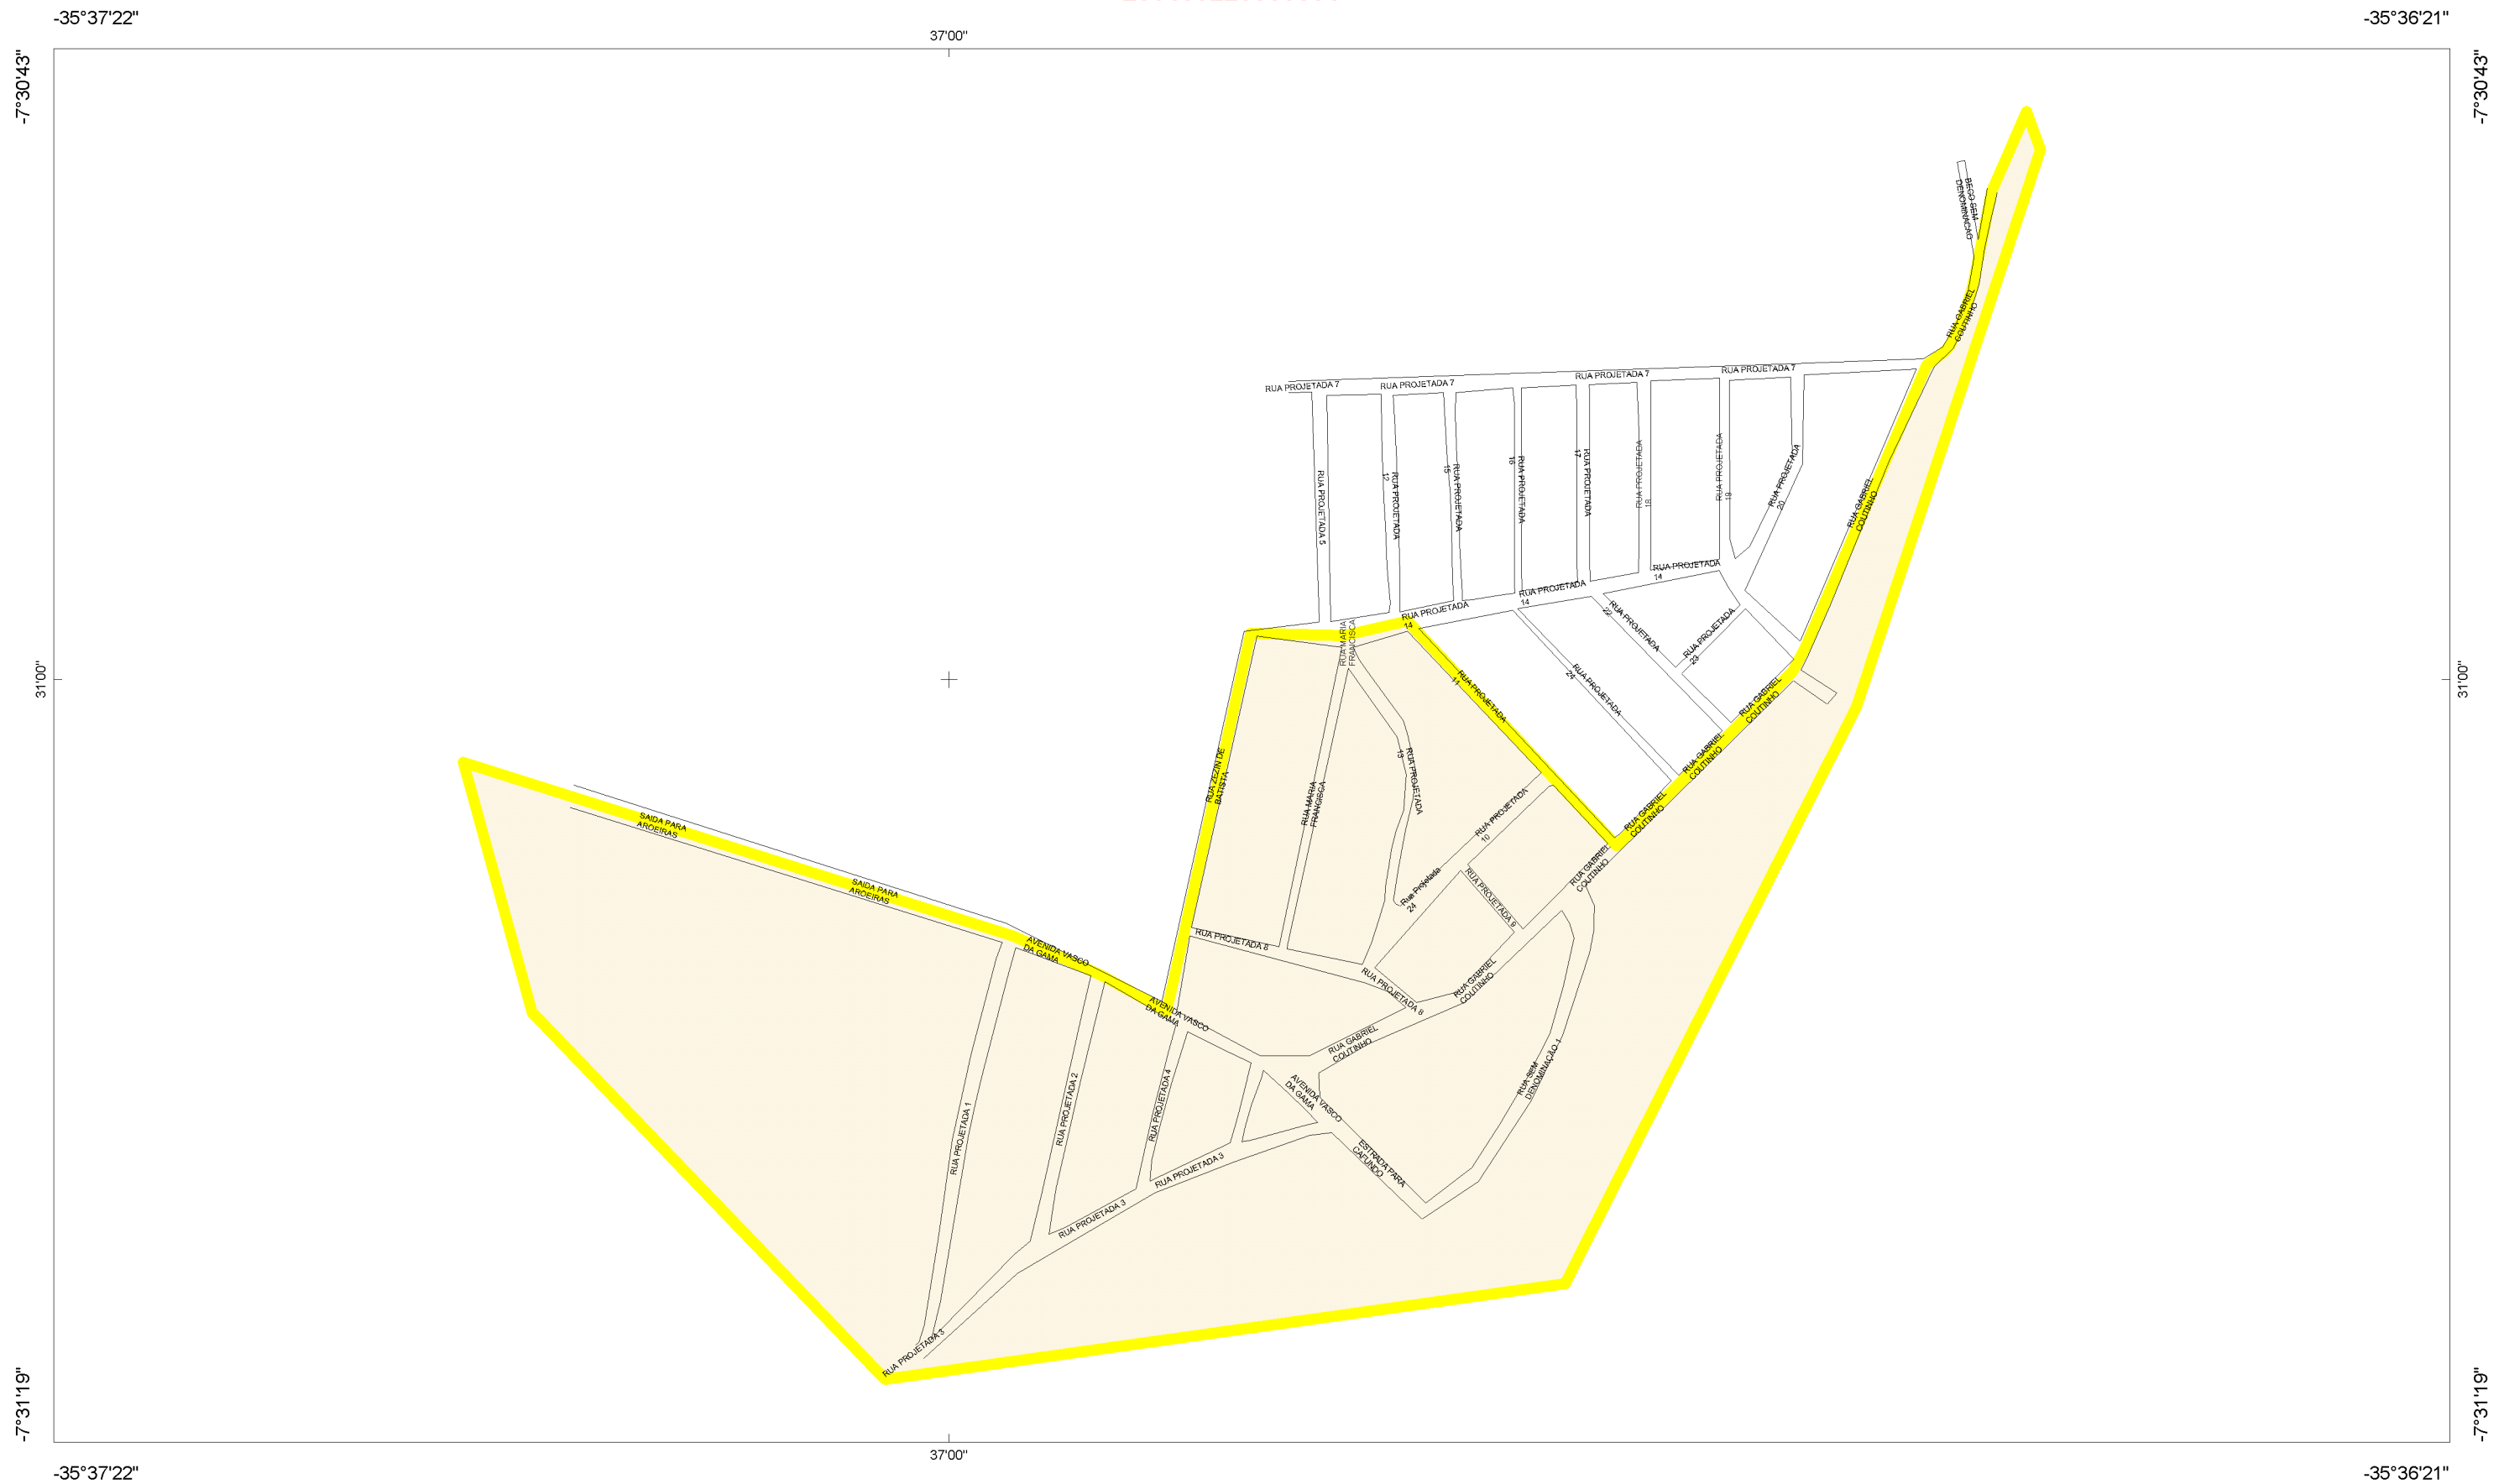 -35°37'22"
-35°36'21"
37'00"
-7°30'43"
-7°30'43"
BECO SEM
DENOMINACAO
RUA GABRIEL
COUTINHO
RUA PROJETADA 7
RUA PROJETADA 7
RUA PROJETADA 7
RUA PROJETADA 7
RUA PROJETADA 5
RUA PROJETADA
12
RUA PROJETADA
15
RUA PROJETADA
16
RUA PROJETADA
17
RUA PROJETADA
18
RUA PROJETADA
19
RUA PROJETADA
20
RUA GABRIEL
COUTINHO
RUA PROJETADA
14
RUA PROJETADA
14
RUA PROJETADA
14
RUA MARIA
FRANCISCA
RUA PROJETADA
22
RUA PROJETADA
23
RUA PROJETADA
24
RUA PROJETADA
11
RUA GABRIEL
COUTINHO
RUA GABRIEL
COUTINHO
RUA GABRIEL
COUTINHO
RUA GABRIEL
COUTINHO
31'00"
31'00"
RUA ZEZIN DE
BATISTA
RUA MARIA
FRANCISCA
RUA PROJETADA
13
RUA PROJETADA
10
Rua Projetada
24
RUA PROJETADA 9
SAIDA PARA
AROEIRAS
SAIDA PARA
AROEIRAS
AVENIDA VASCO
DA GAMA
RUA PROJETADA 6
RUA PROJETADA 8
RUA GABRIEL
COUTINHO
AVENIDA VASCO
DA GAMA
RUA GABRIEL
COUTINHO
AVENIDA VASCO
DA GAMA
RUA SEM
DENOMINAÇÃO 1
RUA PROJETADA 1
RUA PROJETADA 2
RUA PROJETADA 4
ESTRADA PARA
CAFUNDO
RUA PROJETADA 3
RUA PROJETADA 3
RUA PROJETADA 3
-7°31'19"
-7°31'19"
37'00"
-35°37'22"
-35°36'21"